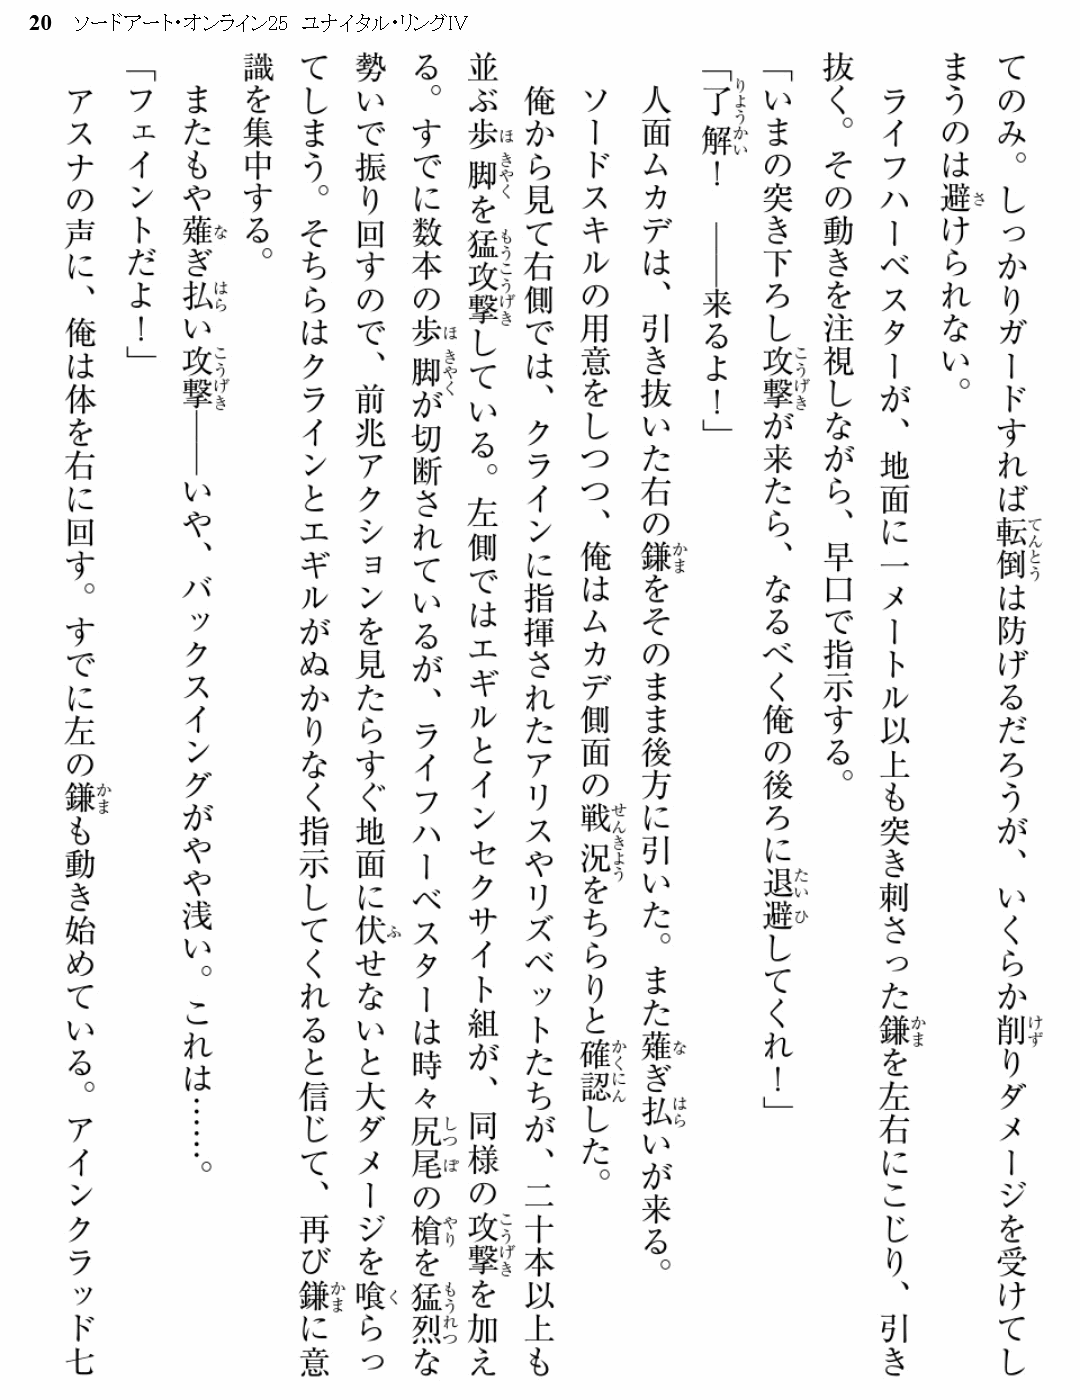 20 ソードアート・オンライン25 ユナイタル・リングⅣ
てのみ。しっかりガードすれば転倒は防げるだろうが、いくらか削りダメージを受けてし
まうのは避けられない。
ライフハーベスターが、地面に一メートル以上も突き刺さった鎌を左右にこじり、引き
抜く。その動きを注視しながら、早口で指示する。
「いまの突き下ろし攻撃が来たら、なるべく俺の後ろに退避してくれ！」
「了解！　――来るよ！」
人面ムカデは、引き抜いた右の鎌をそのまま後方に引いた。また薙ぎ払いが来る。
ソードスキルの用意をしつつ、俺はムカデ側面の戦況をちらりと確認した。
俺から見て右側では、クラインに指揮されたアリスやリズベットたちが、二十本以上も
並ぶ歩脚を猛攻撃している。左側ではエギルとインセクサイト組が、同様の攻撃を加え
る。すでに数本の歩脚が切断されているが、ライフハーベスターは時々尻尾の槍を猛烈な
勢いで振り回すので、前兆アクションを見たらすぐ地面に伏せないと大ダメージを喰らっ
てしまう。そちらはクラインとエギルがぬかりなく指示してくれると信じて、再び鎌に意
識を集中する。
またもや薙ぎ払い攻撃――いや、バックスイングがやや浅い。これは……。
「フェイントだよ！」
アスナの声に、俺は体を右に回す。すでに左の鎌も動き始めている。アインクラッド七